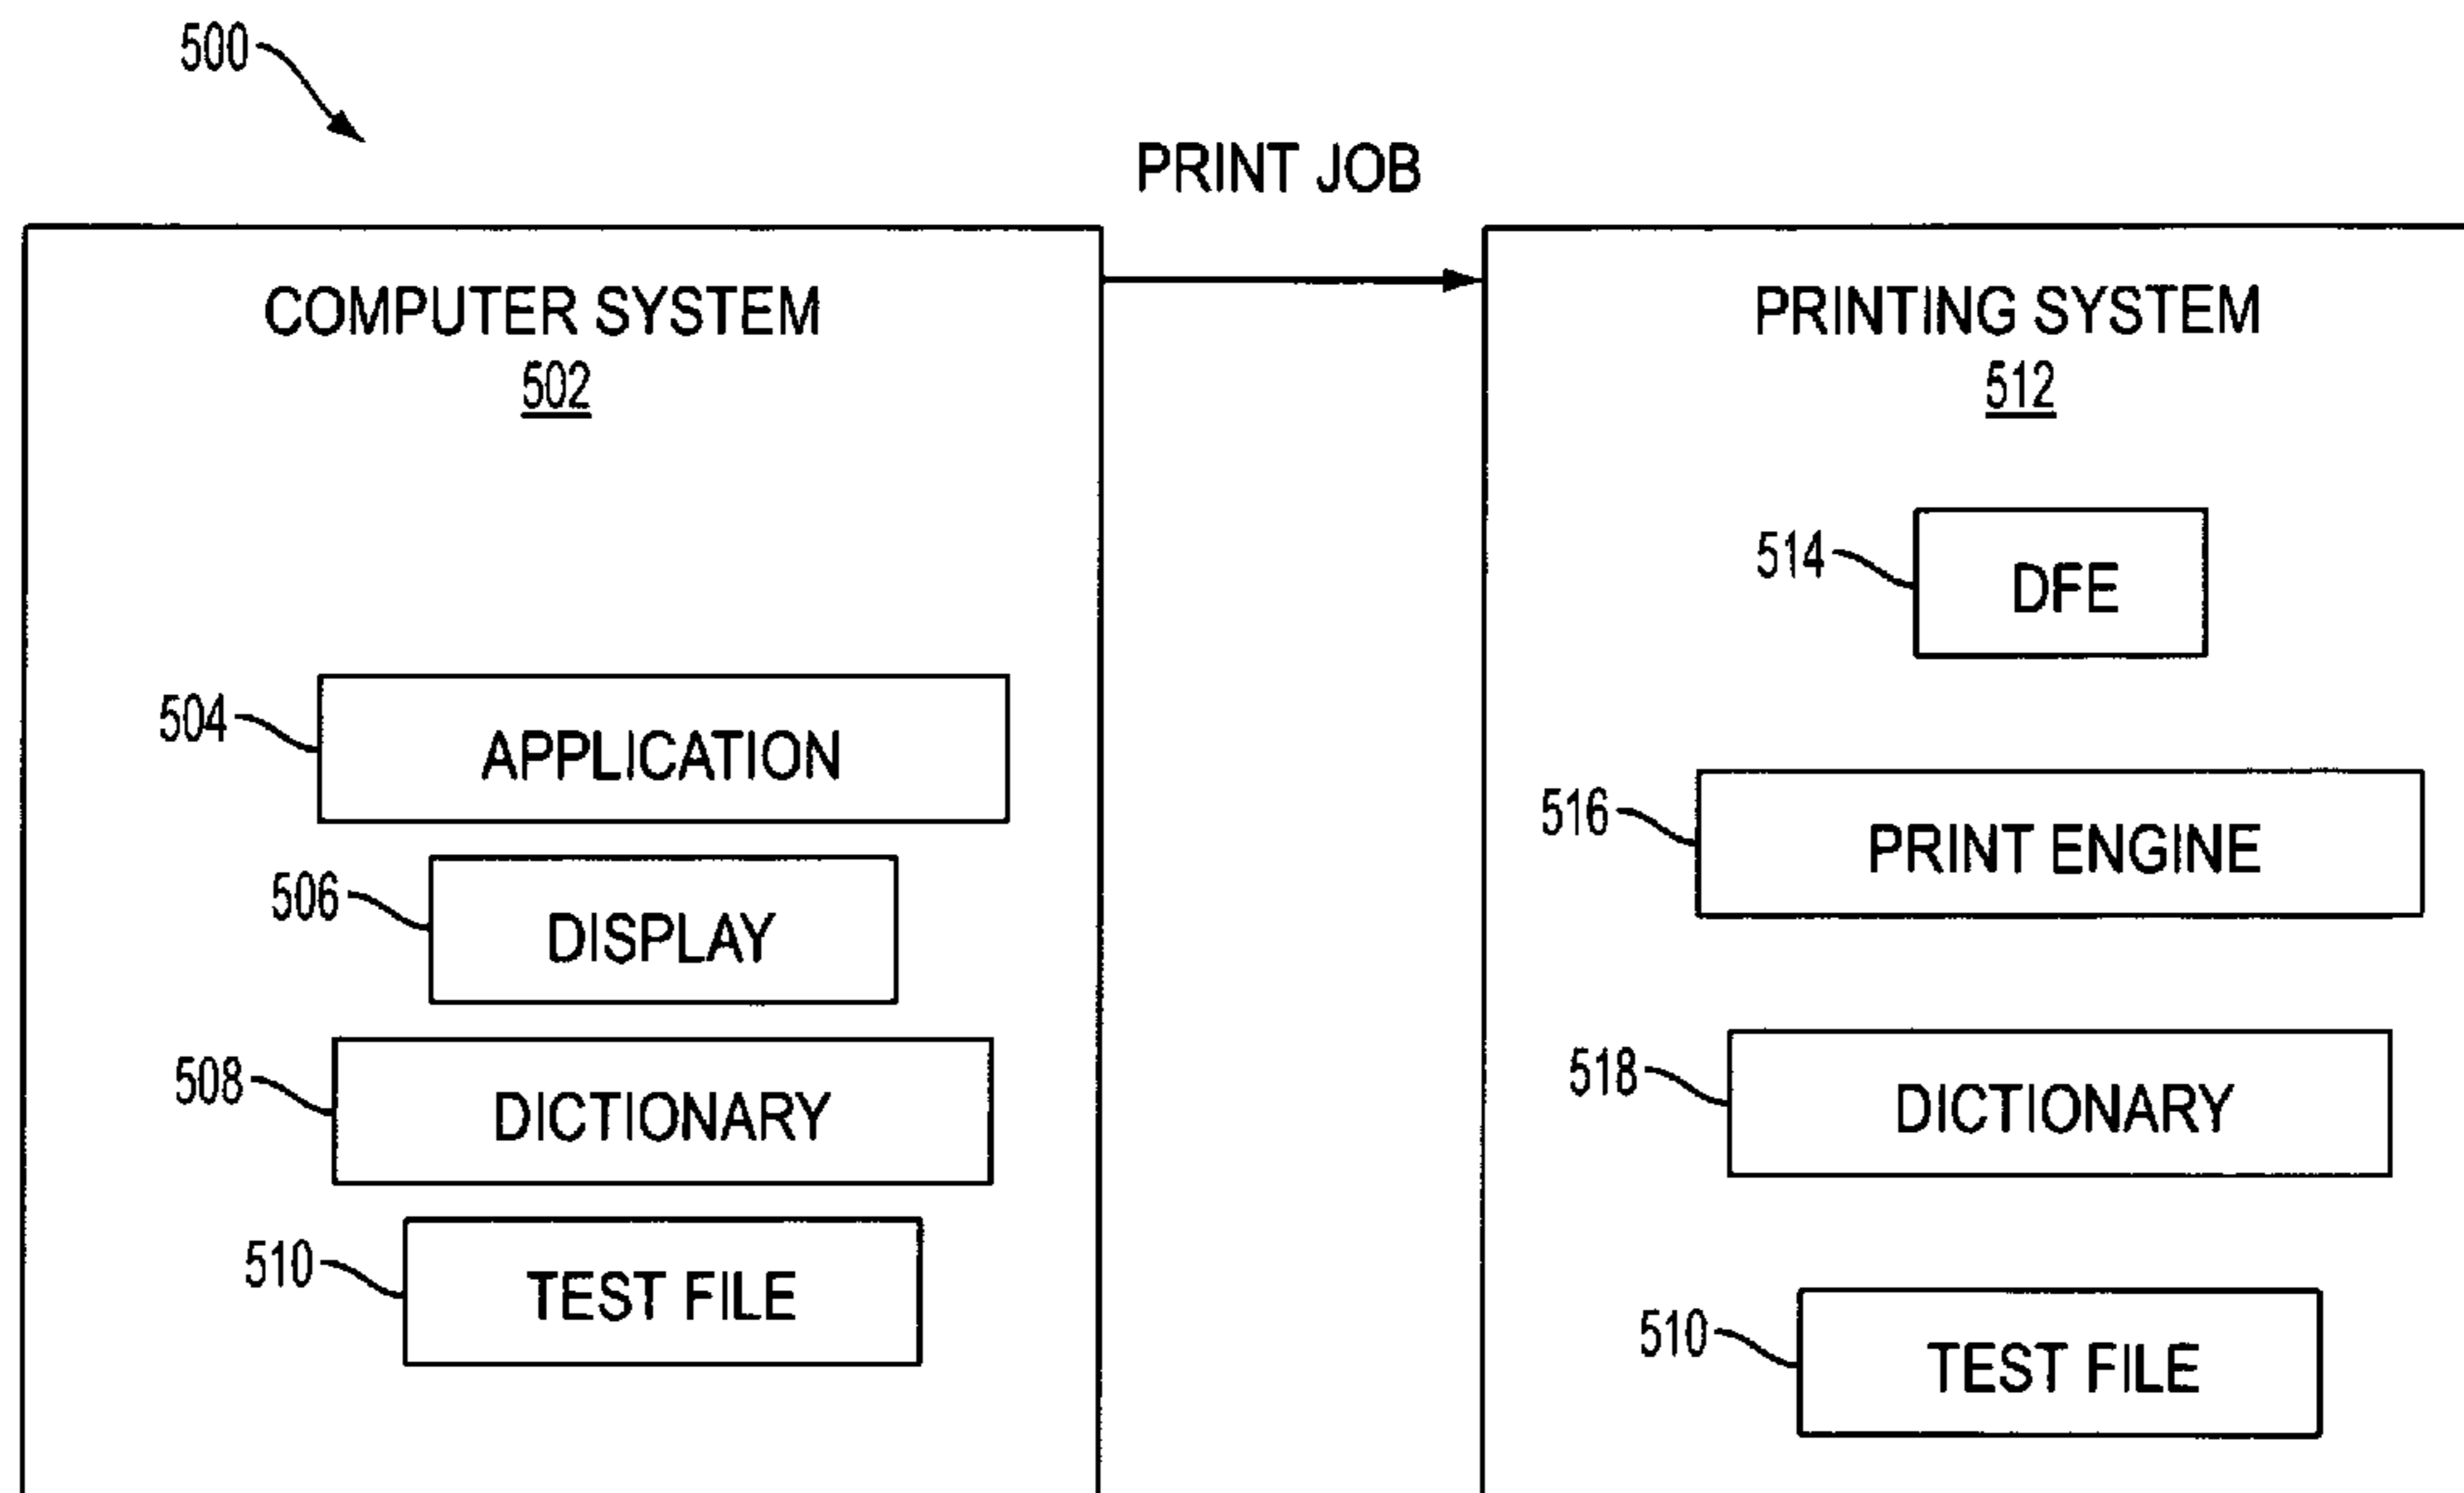 500
PRINT JOB
COMPUTER SYSTEM
502
504
APPLICATION
506
DISPLAY
508
DICTIONARY
510
TEST FILE
PRINTING SYSTEM
512
514
DFE
516
PRINT ENGINE
518
DICTIONARY
510
TEST FILE